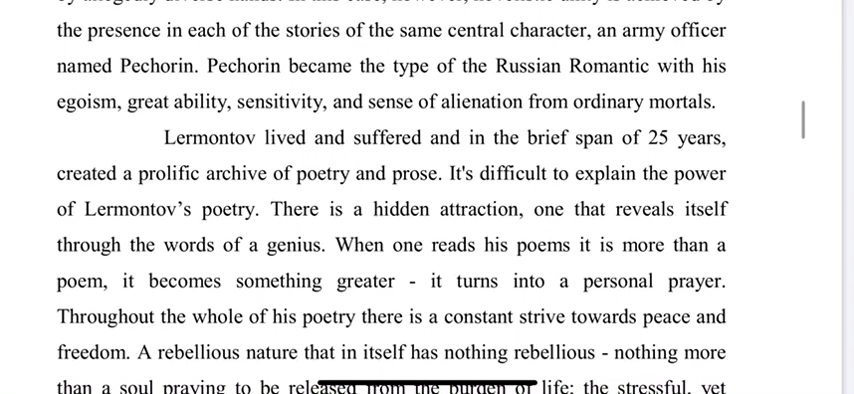 the presence in each of the stories of the same central character, an army officer
named Pechorin. Pechorin became the type of the Russian Romantic with his
egoism, great ability, sensitivity, and sense of alienation from ordinary mortals.
Lermontov lived and suffered and in the brief span of 25 years,
created a prolific archive of poetry and prose. It's difficult to explain the power
of Lermontov’s poetry. There is a hidden attraction, one that reveals itself
through the words of a genius. When one reads his poems it is more than a
poem, it becomes something greater - it turns into a personal prayer.
Throughout the whole of his poetry there is a constant strive towards peace and
freedom. A rebellious nature that in itself has nothing rebellious - nothing more
than a soul praying to be released from the burden of life; the stressful, yet